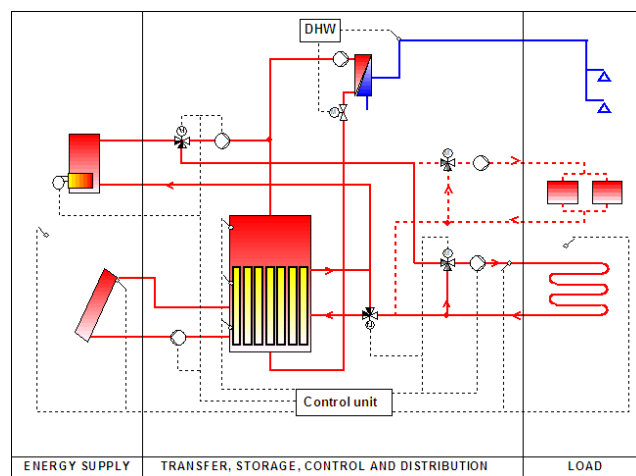 DHW
Control unit
ENERGY SUPPLY
TRANSFER, STORAGE, CONTROL AND DISTRIBUTION
LOAD